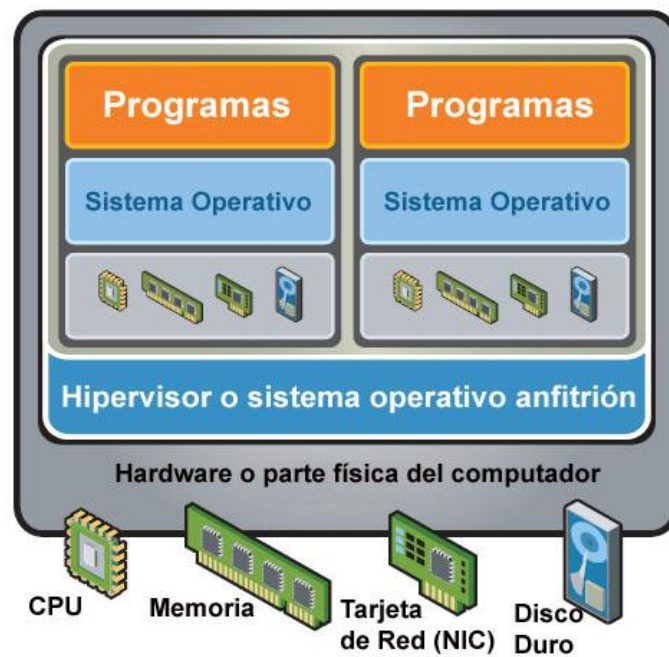 Programas
Programas
Sistema Operativo
Sistema Operativo
Hipervisor o sistema operativo anfitrión
Hardware o parte física del computador
CPU
Memoria
Tarjeta
de Red (NIC)
Disco
Duro